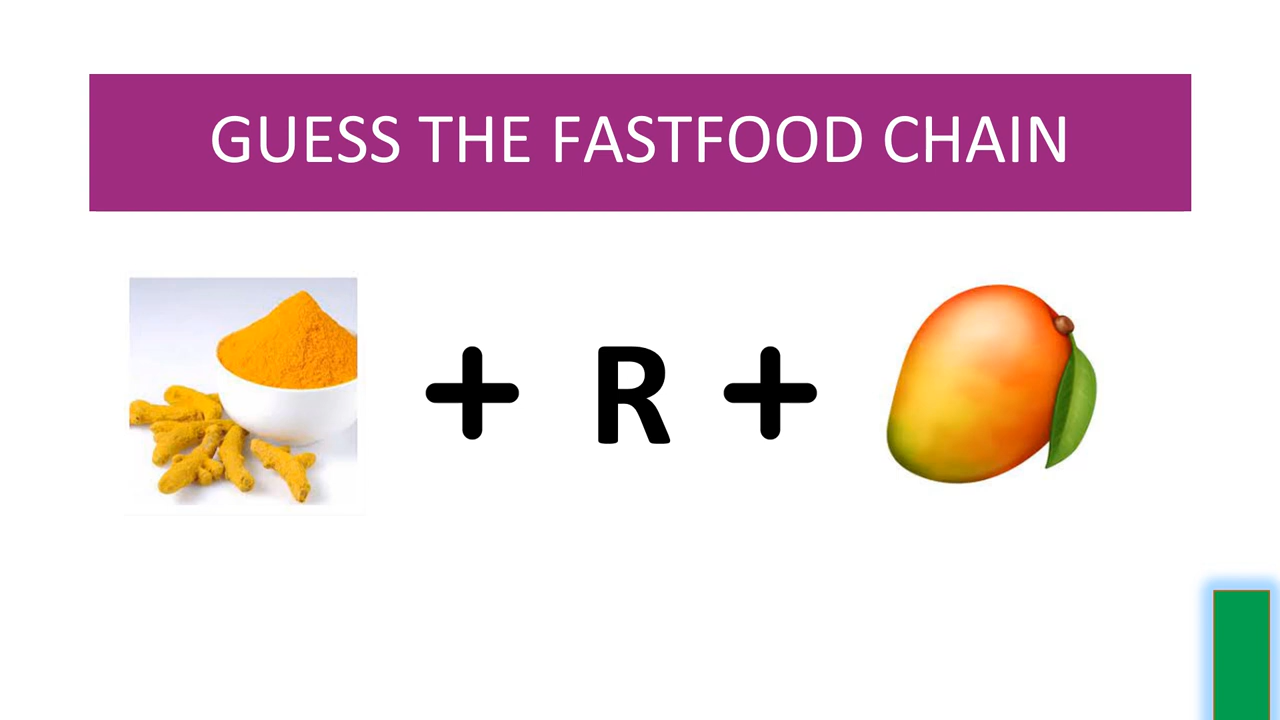 GUESS THE FASTFOOD CHAIN
+ R +